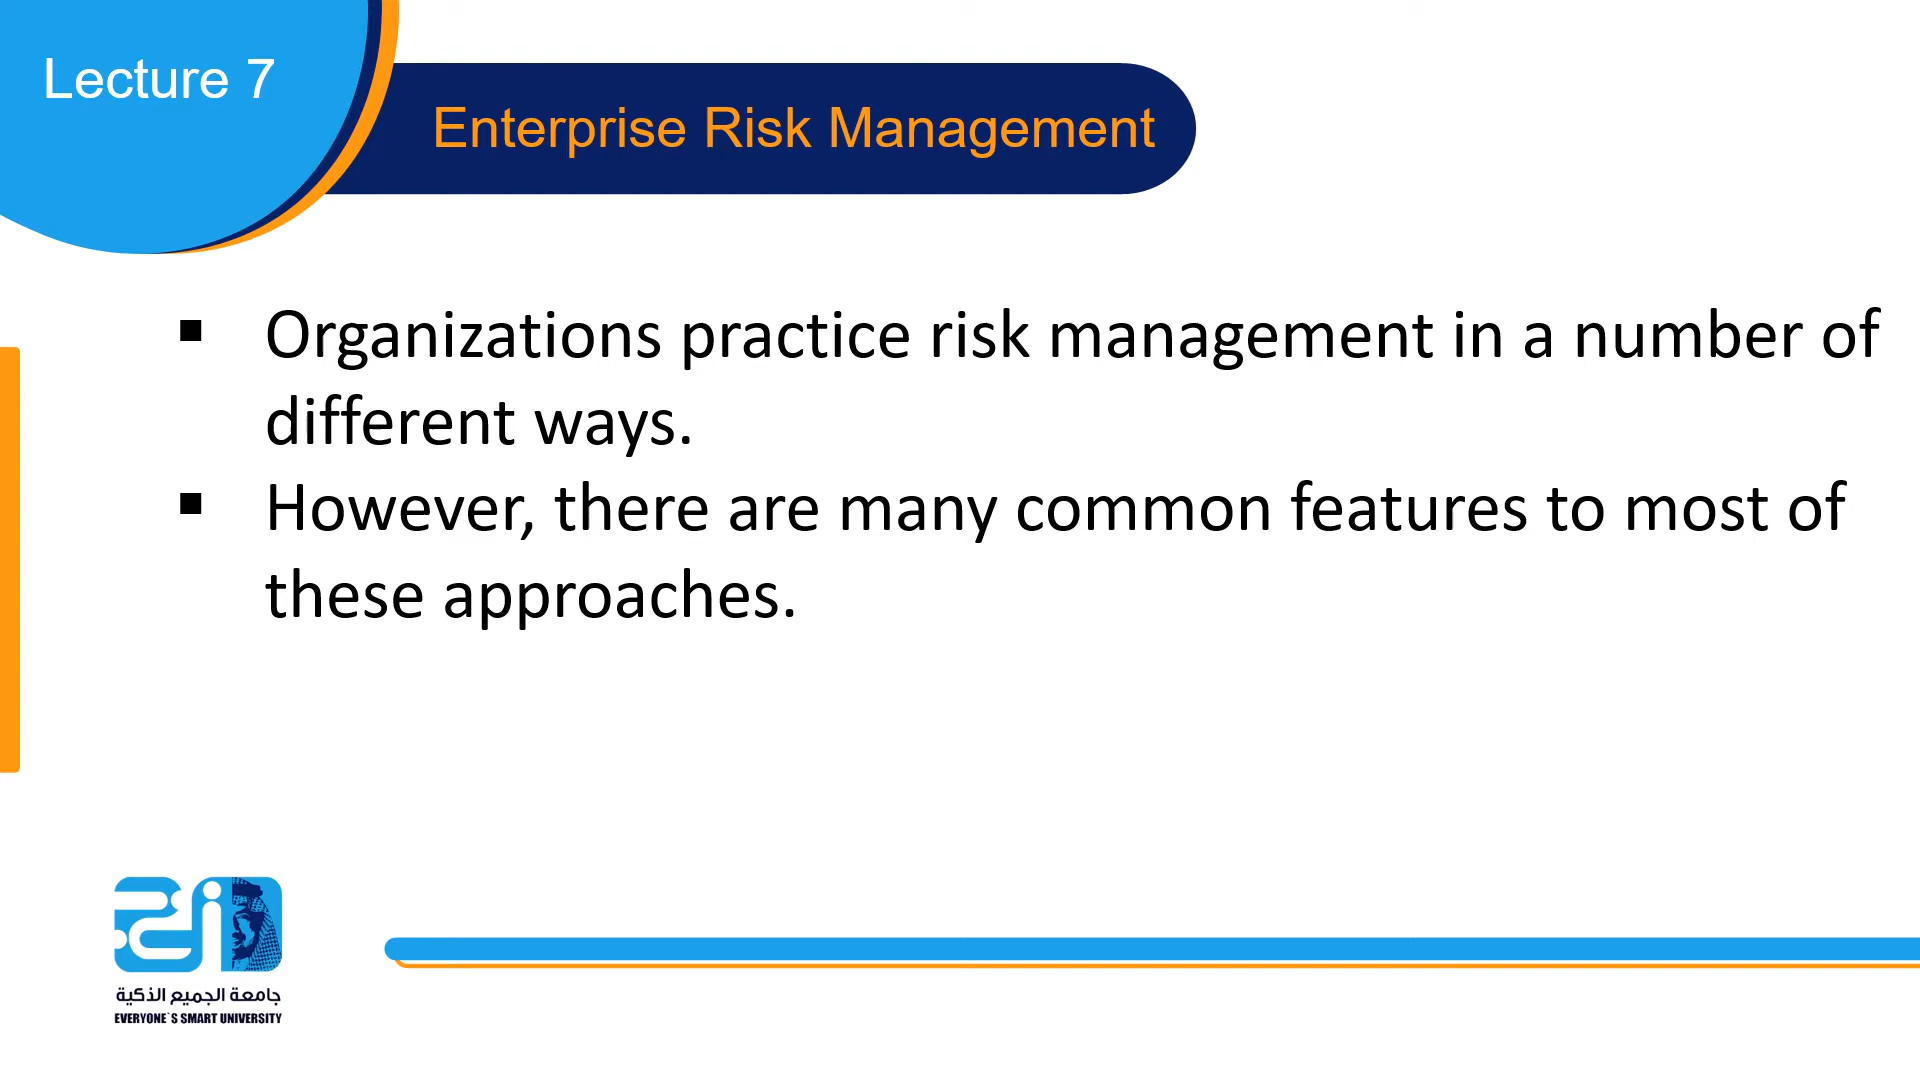 Lecture 7
Enterprise Risk Management
▪ Organizations practice risk management in a number of
different ways.
▪ However, there are many common features to most of
these approaches.
جامعة الجميع الذكية
EVERYONE`S SMART UNIVERSITY